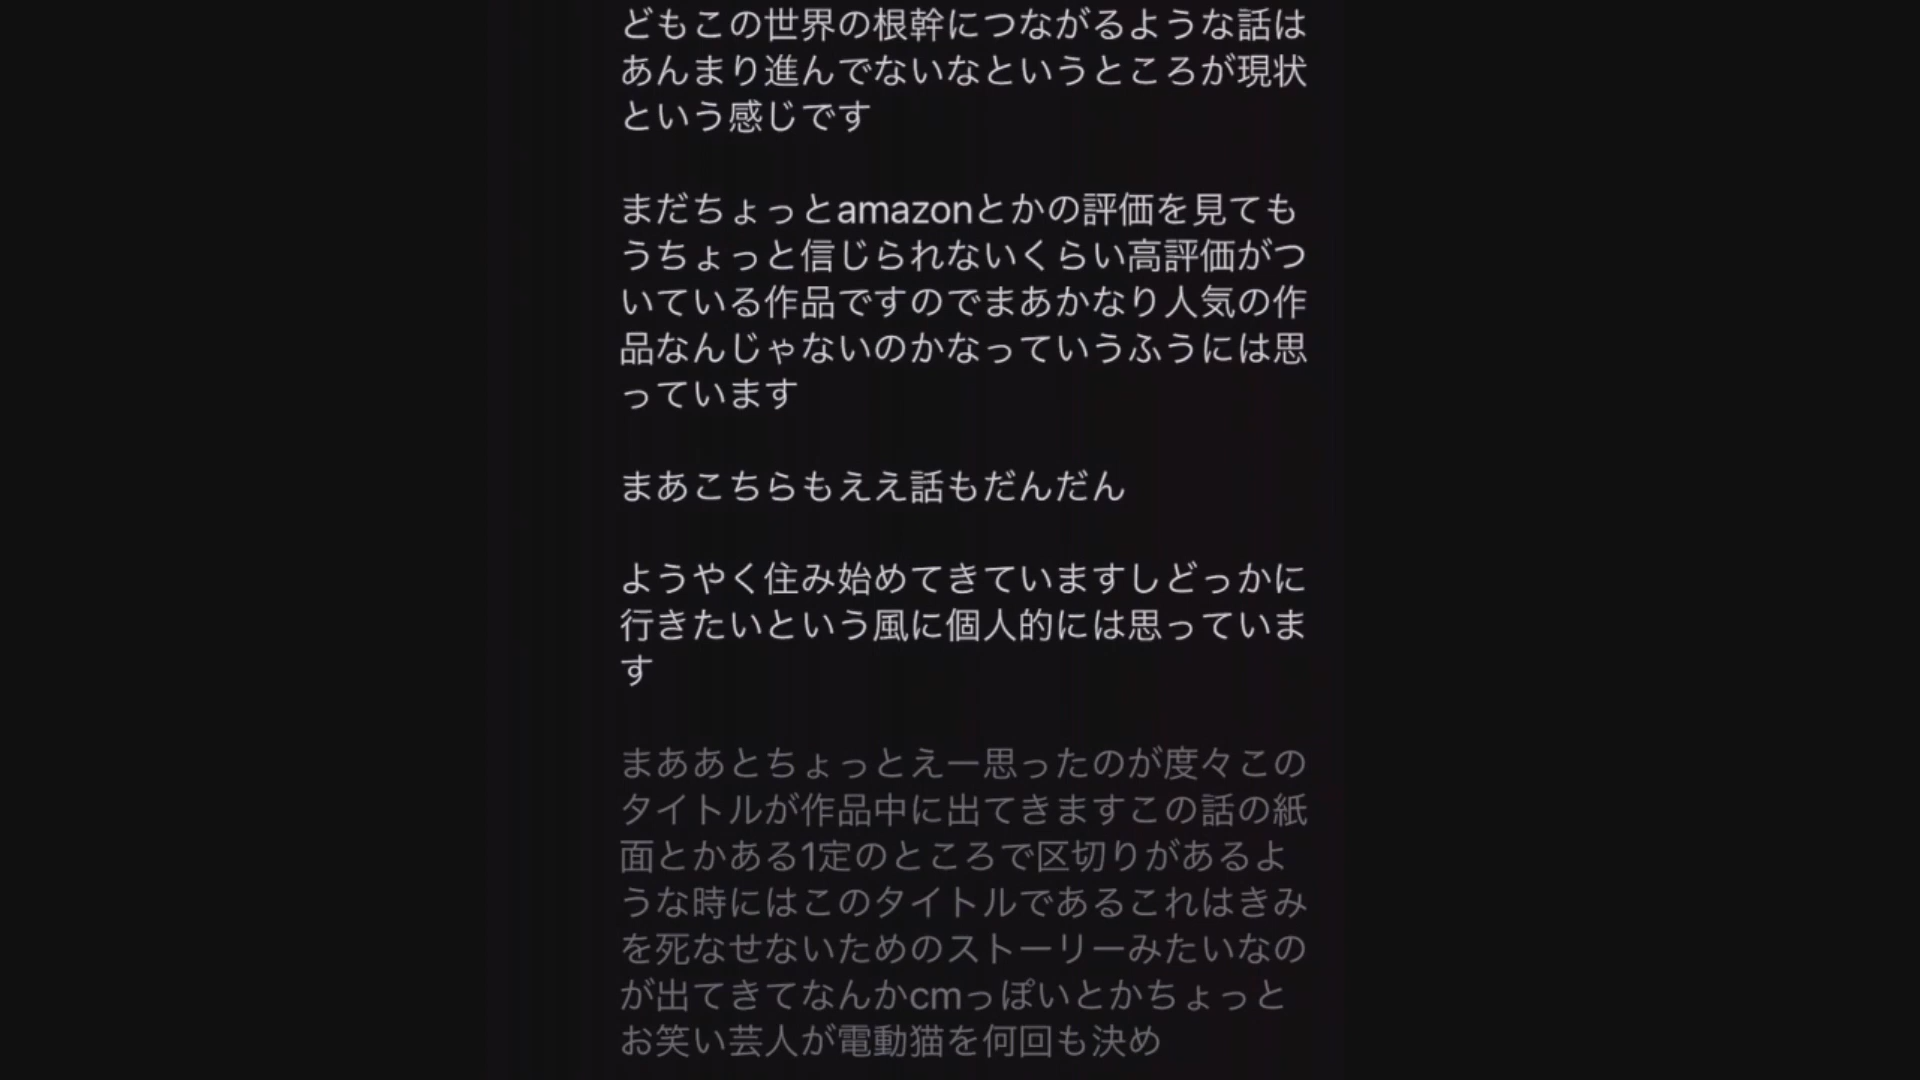 どもこの世界の根幹につながるような話は
あんまり進んでないなというところが現状
という感じです
まだちょっとamazonとかの評価を見ても
うちょっと信じられないくらい高評価がつ
いている作品ですのでまあかなり人気の作
品なんじゃないのかなっていうふうには思
っています
まあこちらもええ話もだんだん
ようやく住み始めてきていますしどっかに
行きたいという風に個人的には思っていま
す
まああとちょっとえー思ったのが度々この
タイトルが作品中に出てきますこの話の紙
面とかある1定のところで区切りがあるよ
うな時にはこのタイトルであるこれはきみ
を死なせないためのストーリーみたいなの
が出てきてなんかcmっぽいとかちょっと
お笑い芸人が電動猫を何回も決め